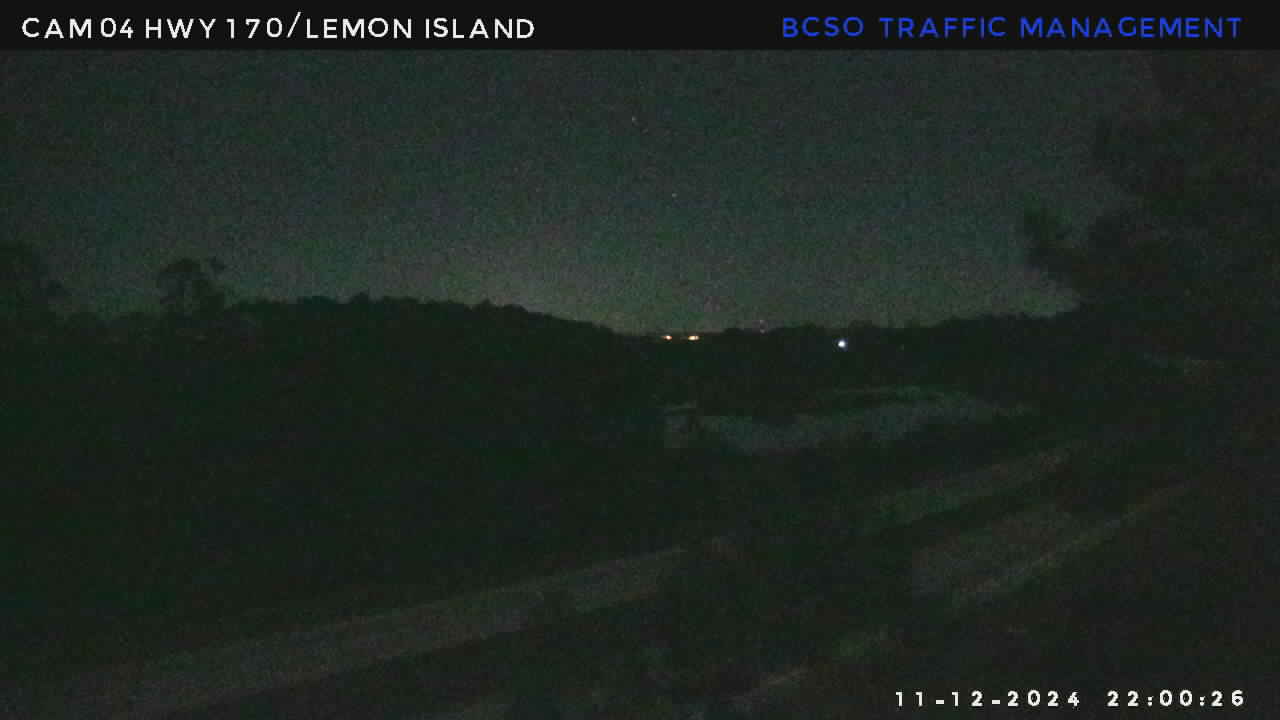 CAM04 HWY 170/LEMON ISLAND
BCSO TRAFFIC MANAGEMENT
11-12-2024 22:00:26